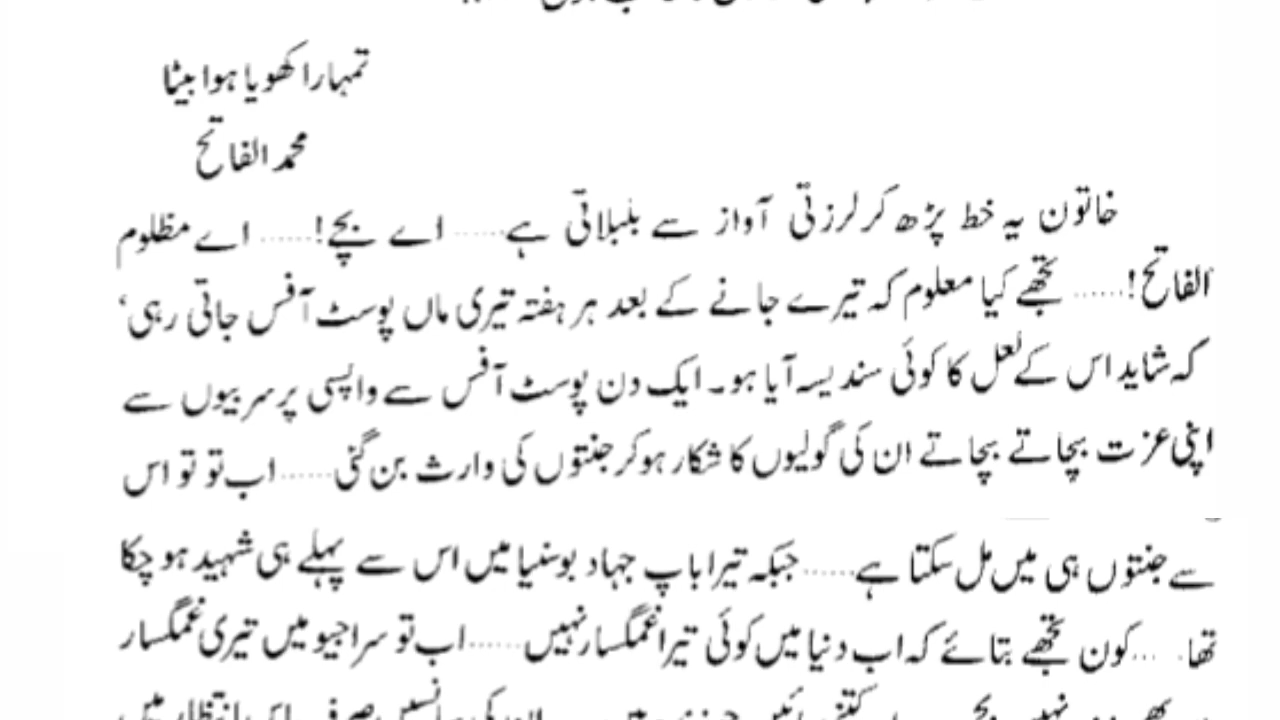 تمہارا کھویا ہوا بیٹا
محمد الفاتح
خاتون یہ خط پڑھ کر لرزتی آواز سے بلبلاتی ہے...... اے بچے!...... اے مظلوم
الفاتح!...... تجھے کیا معلوم کہ تیرے جانے کے بعد ہر ہفتہ تیری ماں پوسٹ آفس جاتی رہی‘
کہ شاید اس کے لعل کا کوئی سندیسہ آیا ہو۔ ایک دن پوسٹ آفس سے واپسی پر سربیوں سے
اپنی عزت بچاتے بچاتے ان کی گولیوں کا شکار ہو کر جنتوں کی وارث بن گئی...... اب تو تو اس
سے جنتوں ہی میں مل سکتا ہے...... جبکہ تیرا باپ جہاد بوسنیا میں اس سے پہلے ہی شہید ہو چکا
تھا. ...کون تجھے بتائے کہ اب دنیا میں کوئی تیرا غمگسار نہیں...... اب تو سراجیو میں تیری غمگسار